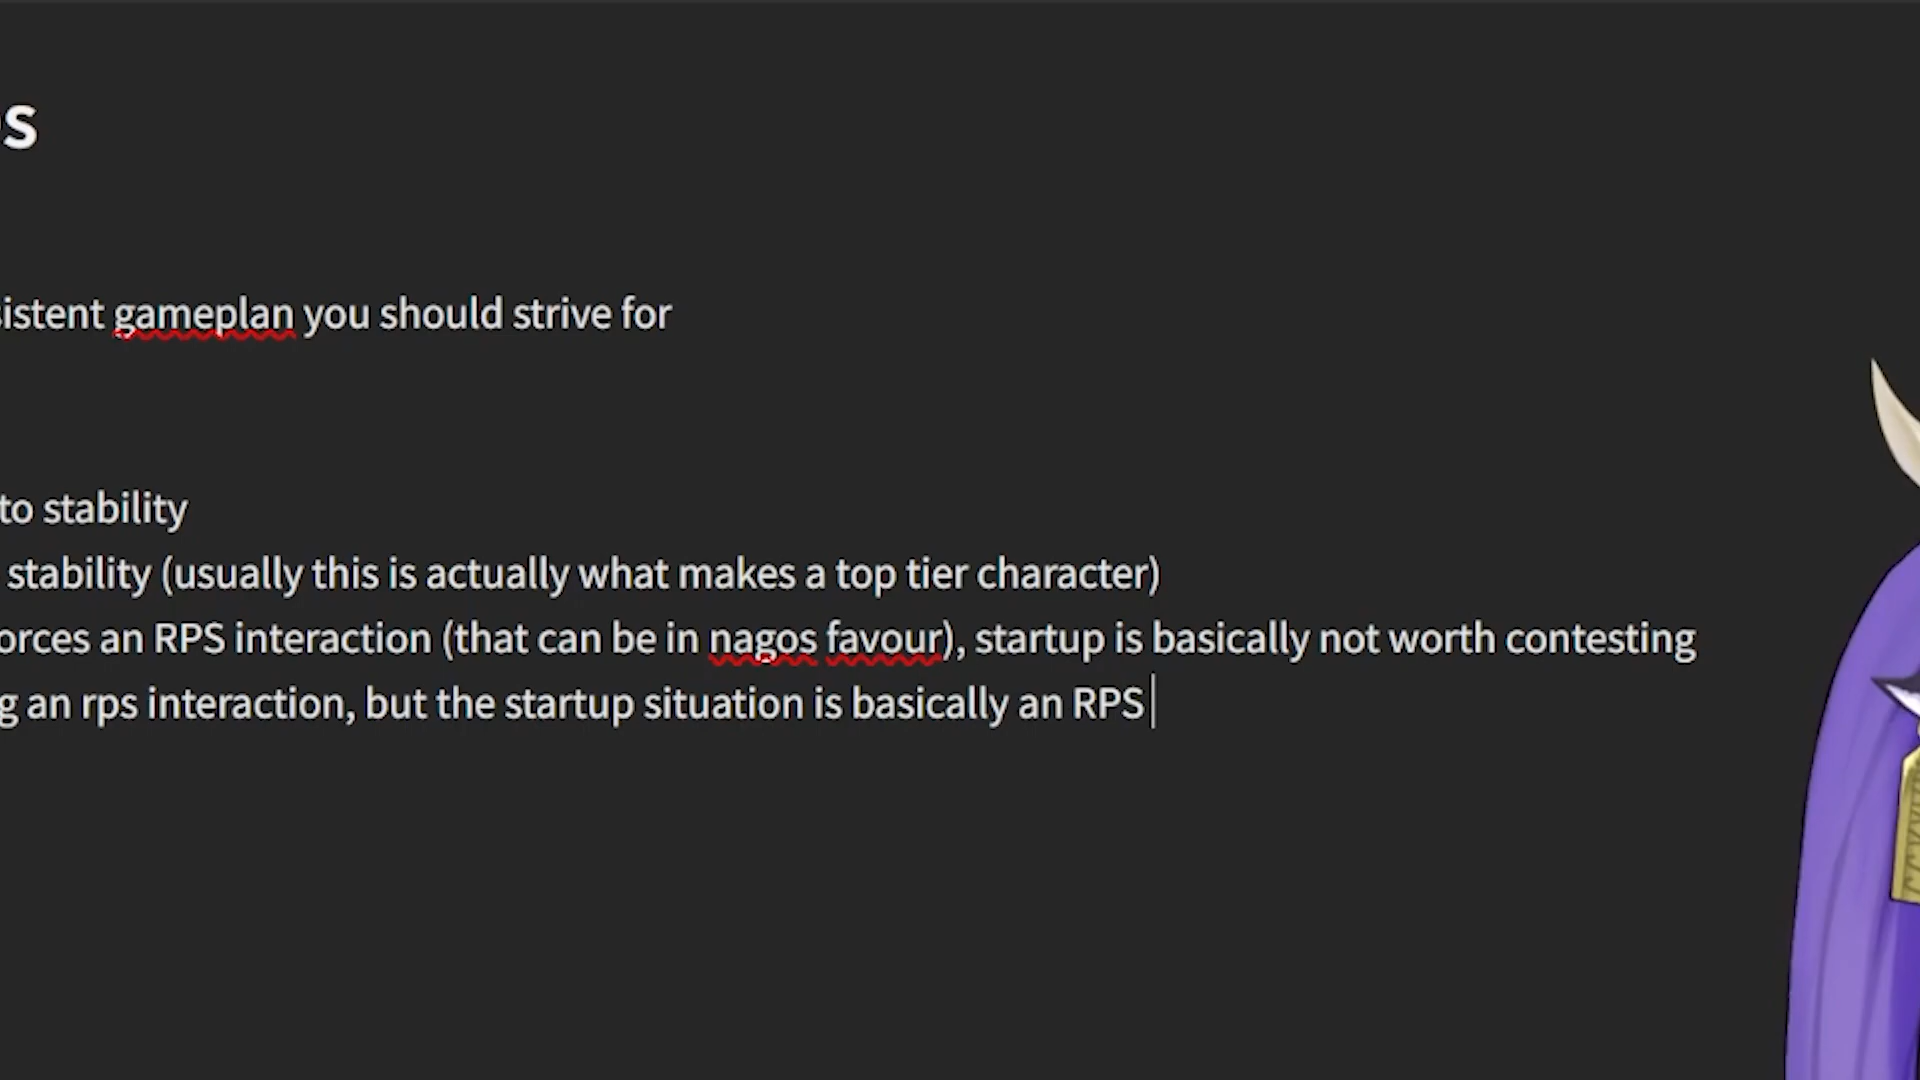 s
sistent gameplan you should strive for
to stability
stability (usually this is actually what makes a top tier character)
orces an RPS interaction (that can be in nagos favour), startup is basically not worth contesting
g an rps interaction, but the startup situation is basically an RPS